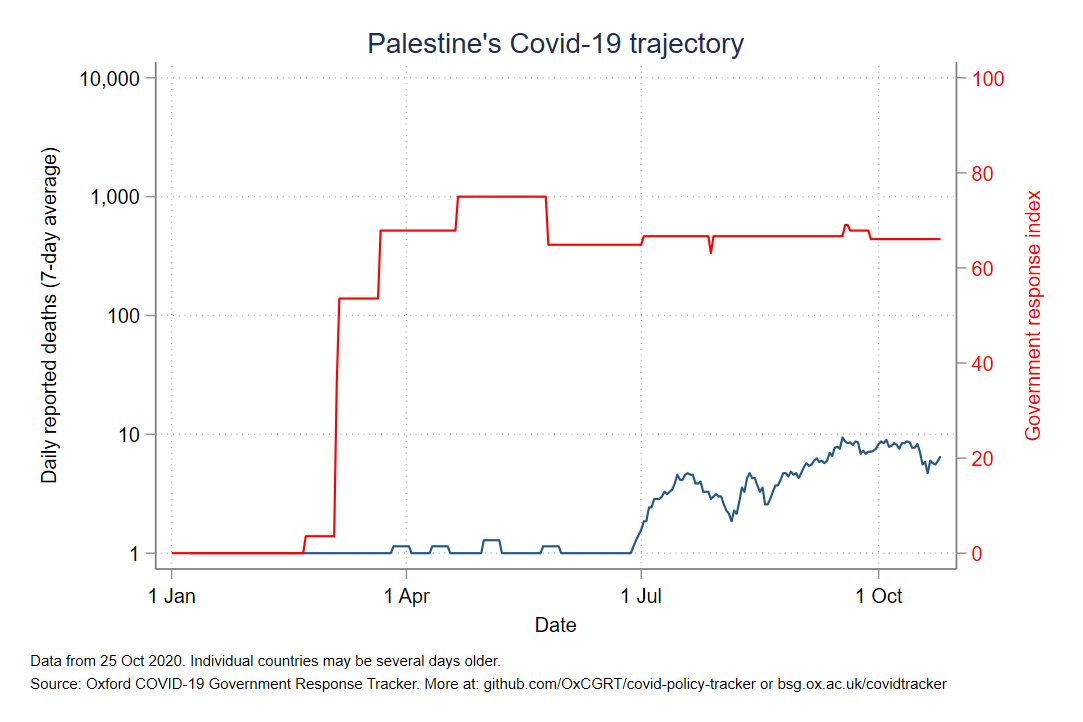 Palestine's Covid-19 trajectory
Daily reported deaths (7-day average)
10,000
1,000
100
10
1
100
80
60
40
20
0
Government response index
1 Jan
1 Apr
1 Jul
1 Oct
Date
Data from 25 Oct 2020. Individual countries may be several days older.
Source: Oxford COVID-19 Government Response Tracker. More at: github.com/OxCGRT/covid-policy-tracker or bsg.ox.ac.uk/covidtracker